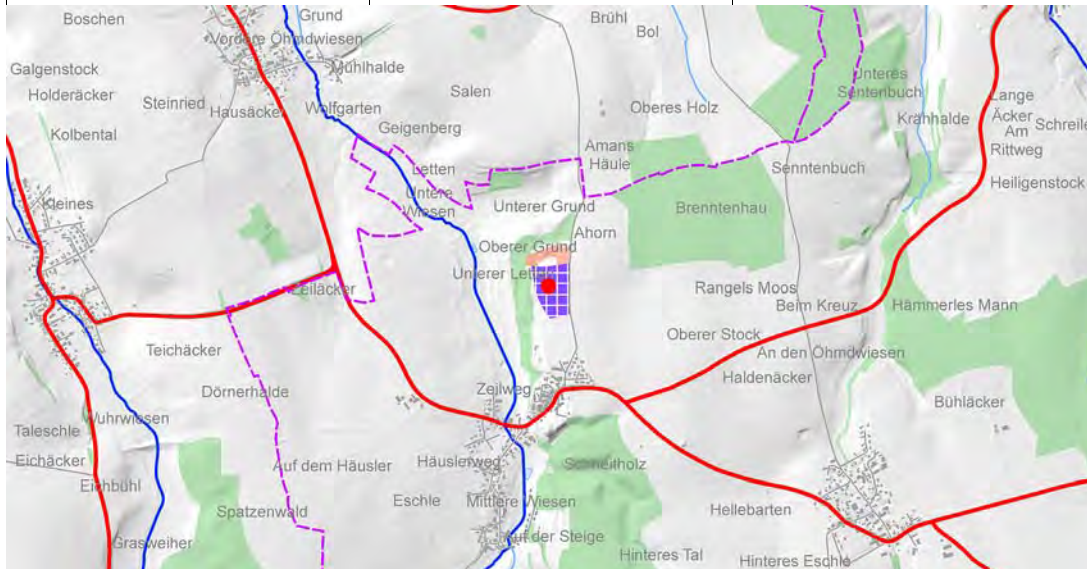 Boschen
Grund
Brühl
Bol
Vordere Öhmdwiesen
Mühlhalde
Galgenstock
Holderäcker
Steinried
Hausäcker
Wolfgarten
Salen
Oberes Holz
Unteres
Sentenbuch
Lange
Äcker Am
Rittweg
Schreile
Krähhalde
Kolbental
Geigenberg
Amans
Häule
Letten
Senntenbuch
Heiligenstock
Kleines
Untere
Wiesen
Unterer Grund
Brenntenhau
Ahorn
Oberer Grund
Unterer Letten
Leiläcker
Rangels Moos
Beim Kreuz
Hämmerles Mann
Oberer Stock
Teichäcker
An den Öhmdwiesen
Haldenäcker
Dörnerhalde
Zeilweg
Bühläcker
Wuhrwiesen
Taleschle
Eichäcker
Eichbühl
Auf dem Häusler
Häuslerweg
Schneitholz
Eschle
Mittlere Wiesen
Spatzenwald
Hellebarten
Grasweiher
Auf der Steige
Hinteres Tal
Hinteres Eschle